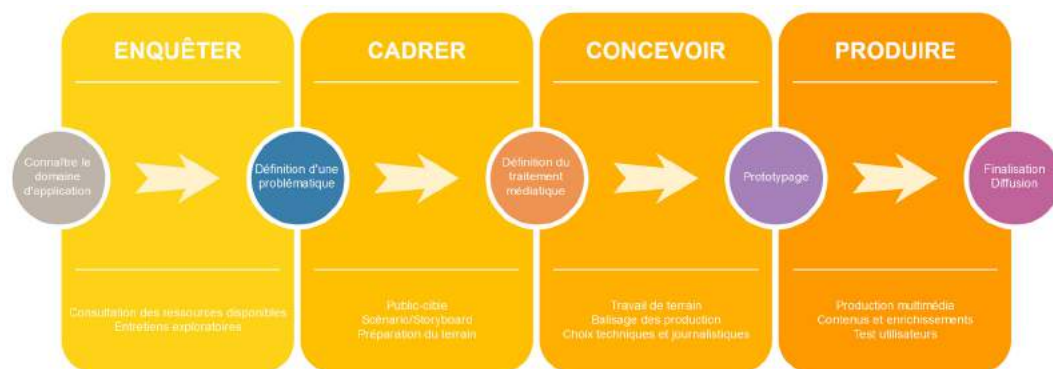 ENQUÊTER
CADRER
CONCEVOIR
PRODUIRE
Connaître le
domaine
d'application
Définition d'une
problématique
Définition du
traitement
médiatique
Prototypage
Finalisation
Diffusion
Consultation des ressources disponibles
Entretiens exploratoires
Public-cible
Scénario/Storyboard
Préparation du terrain
Travail de terrain
Balisage des production
Choix techniques et journalistiques
Production multimédie
Contenus et enrichissements
Test utilisateurs